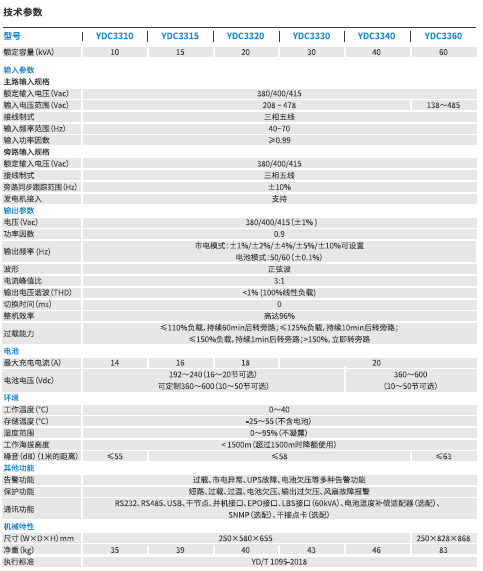 技术参数
型号 YDC3310 YDC3315 YDC3320 YDC3330 YDC3340 YDC3360
额定容量(kVA) 10 15 20 30 40 60
输入参数
主路输入规格
额定输入电压(Vac) 380/400/415
输入电压范围(Vac) 208～478 138～485
接线制式 三相五线
输入频率范围(Hz) 40-70
输入功率因数 ≥0.99
旁路输入规格
额定输入电压(Vac) 380/400/415
接线制式 三相五线
旁路同步跟踪范围(Hz) ±10%
发电机接入 支持
输出参数
电压(Vac) 380/400/415(±1%)
功率因数 0.9
输出频率(Hz) 市电模式:±1%/±2%/±4%/±5%/±10%可设置
电池模式:50/60(±0.1%)
波形 正弦波
电流峰值比 3:1
输出电压谐波(THD) <1%(100%线性负载)
切换时间(ms) 0
整机效率 高达96%
过载能力 ≤110%负载,持续60min后转旁路;≤125%负载,持续10min后转旁路;
≤150%负载,持续1min后转旁路;>150%,立即转旁路
电池
最大充电电流(A) 14 16 18 20
电池电压(Vdc) 192～240(16～20节可选) 360～600
可定制360～600(30～50节可选) (30～50节可选)
环境
工作温度(℃) 0～40
存储温度(℃) -25～55(不含电池)
湿度范围 0～95%(不凝露)
工作海拔高度 <1500m(超过1500m时降额使用)
噪音(dB)(1米的距离) ≤55 ≤58 ≤63
其他功能
告警功能 过载、市电异常、UPS故障、电池欠压等多种告警功能
保护功能 短路、过载、过温、电池欠压、输出过欠压、风扇故障报警
通讯功能 RS232、RS485、USB、干节点、并机接口、EPO接口、LBS接口(60kVA)、电池温度补偿适配器(选配)、
SNMP(选配)、干接点卡(选配)
机械特性
尺寸(W×D×H)mm 250×580×655 250×828×868
净重(kg) 35 39 40 43 46 83
执行标准 YD/T 1095-2018